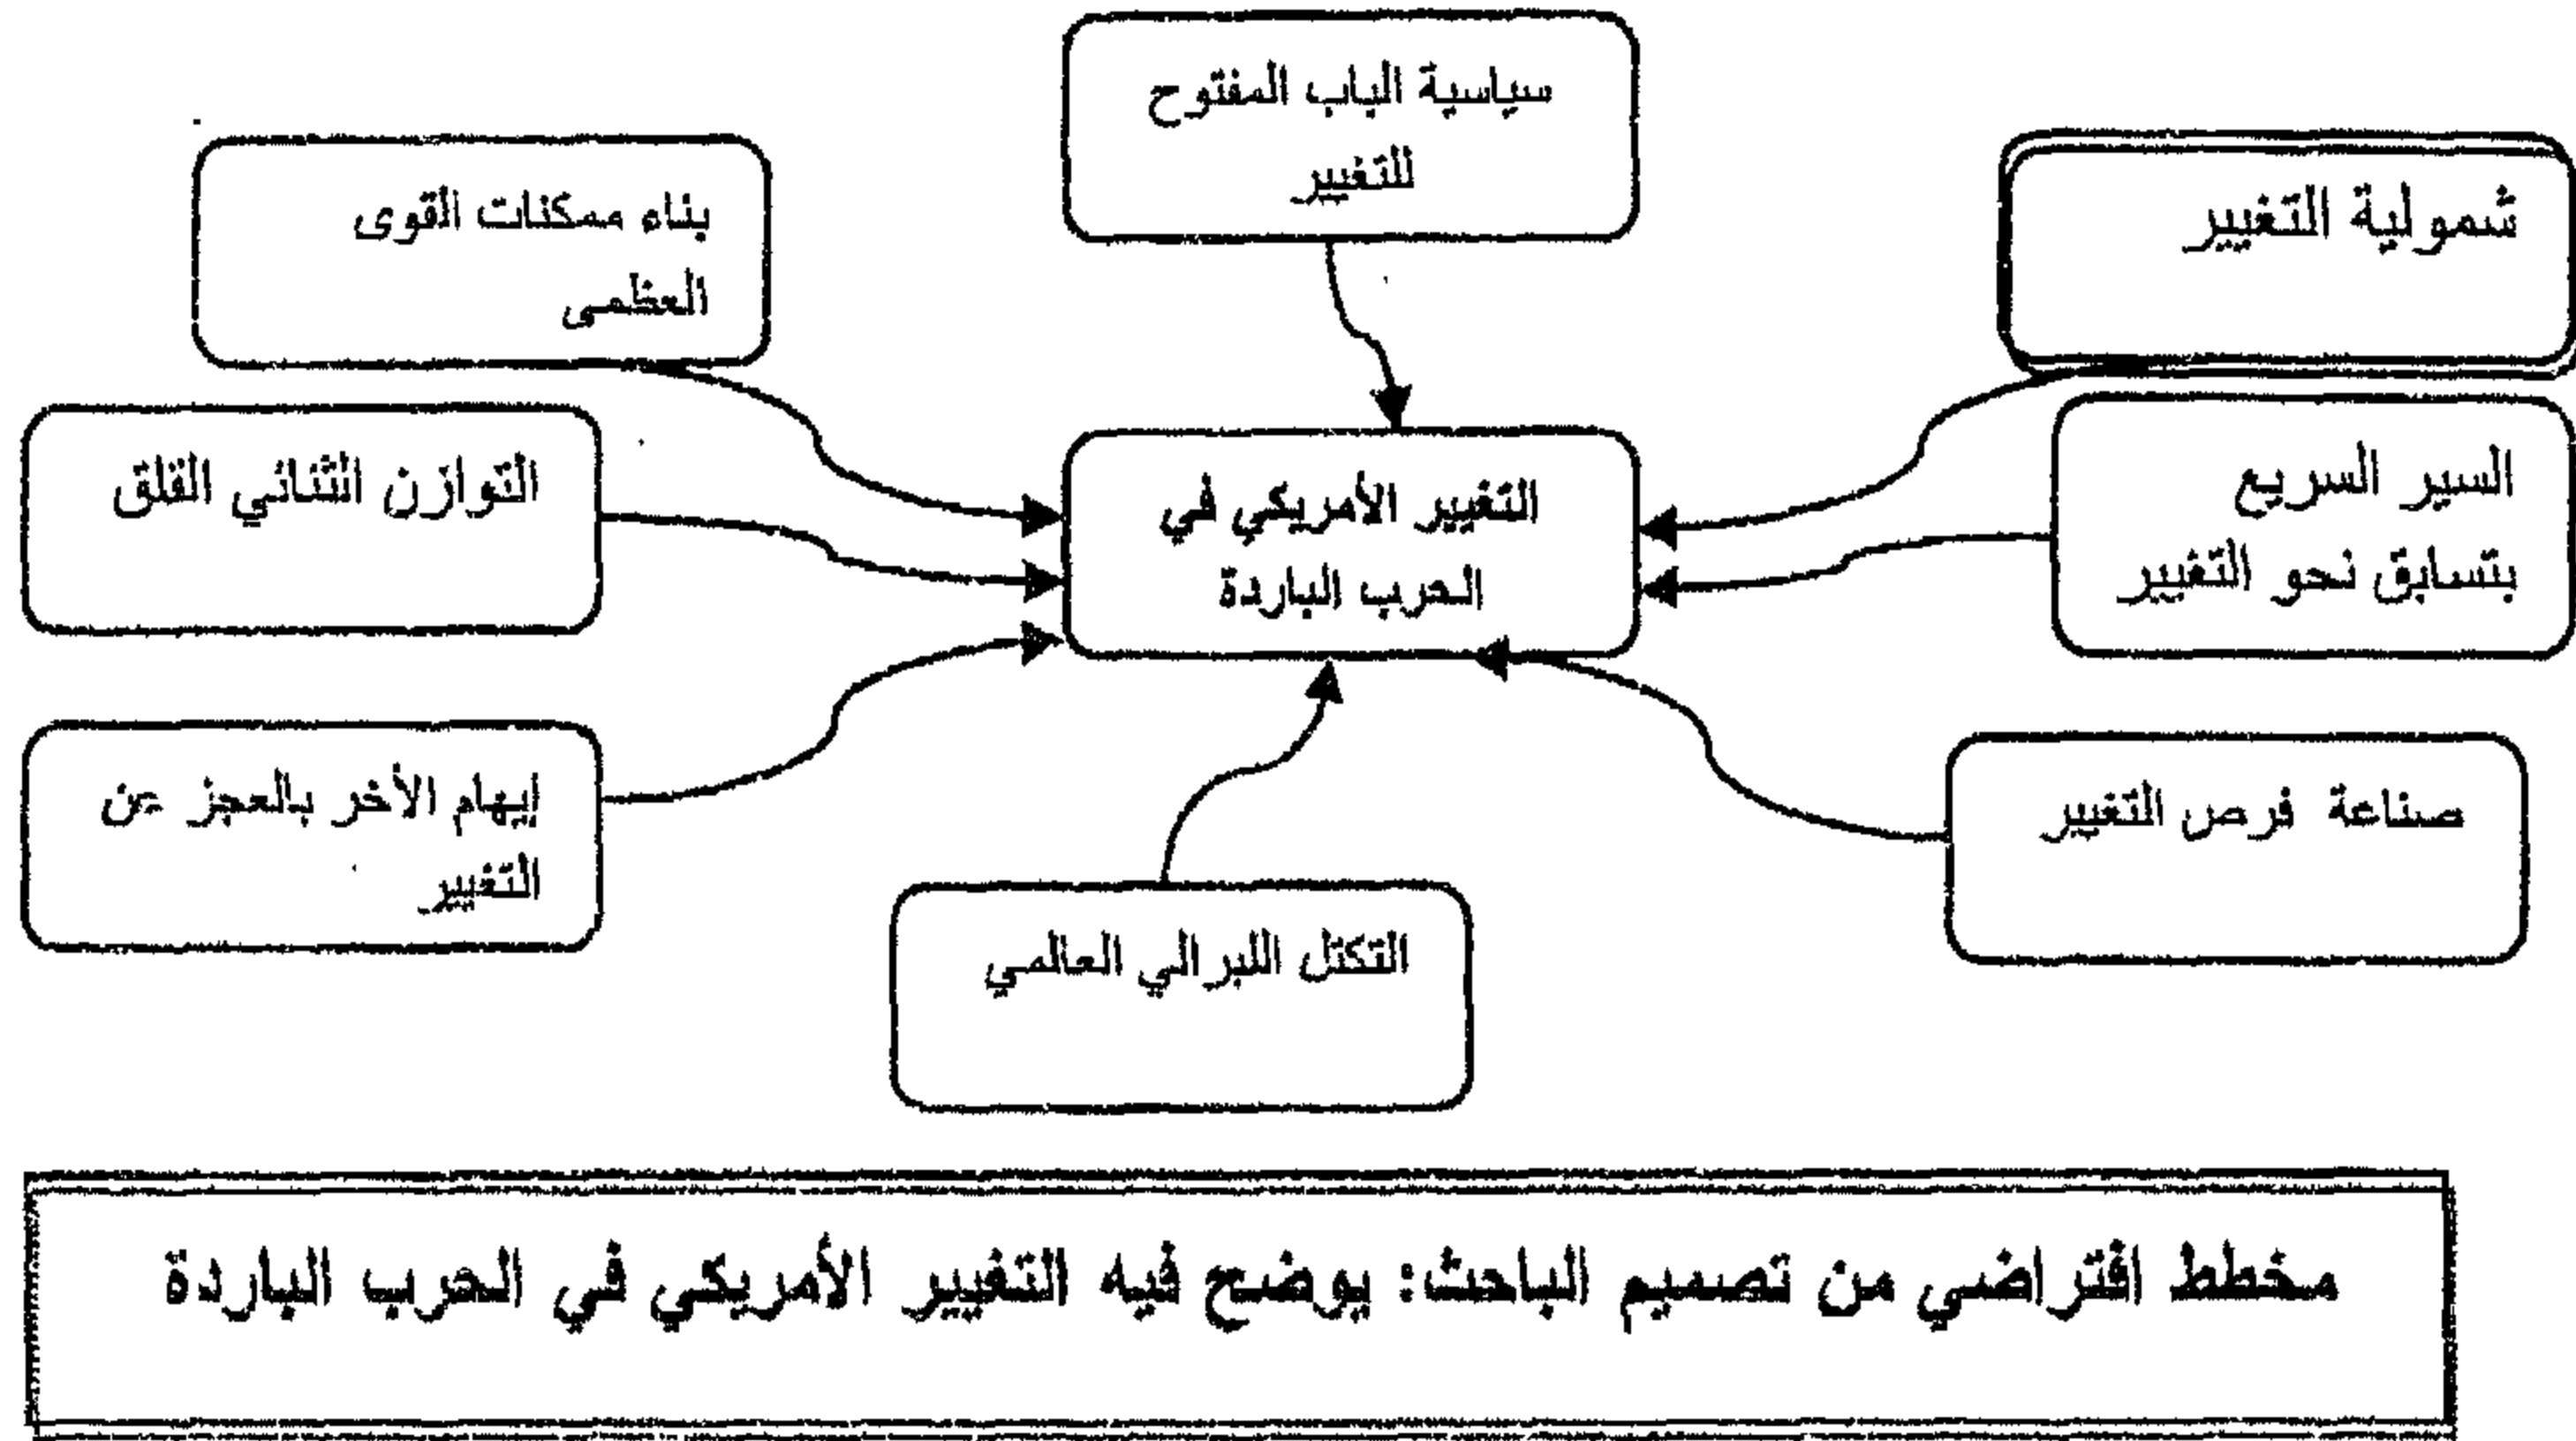 سياسية الباب المفتوح
للتغيير
شمولية التغيير
بناء ممكنات القوى
العظمى
السير السريع
بتسابق نحو التغيير
التوازن الثنائي القلق
التغيير الأمريكي في
الحرب الباردة
صناعة فرص التغيير
إيهام الأخر بالعجز عن
التغيير
التكتل اللبرالي العالمي
مخطط افتراضي من تصميم الباحث: يوضح فيه التغيير الأمريكي في الحرب الباردة